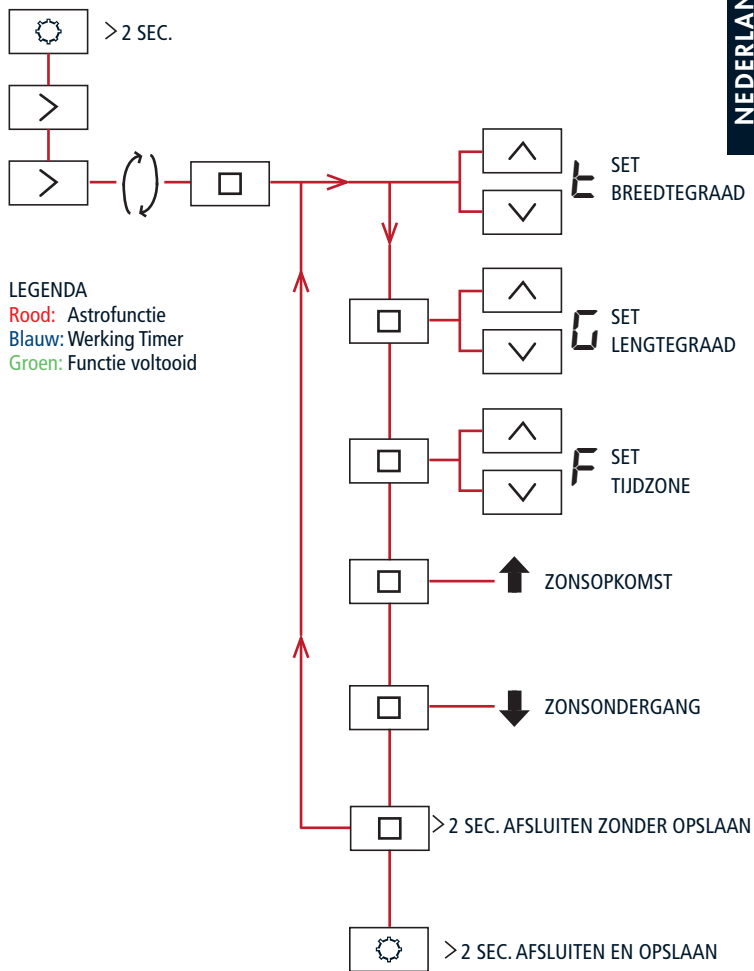 > 2 SEC.
NEDERLAN
t SET
BREEDTEGRAAD
LEGENDA
Rood: Astrofunctie
Blauw: Werking Timer
Groen: Functie voltooid
G SET
LENGTEGRAAD
F SET
TIJDZONE
ZONSOPKOMST
ZONSONDERGANG
> 2 SEC. AFSLUITEN ZONDER OPSLAAN
> 2 SEC. AFSLUITEN EN OPSLAAN